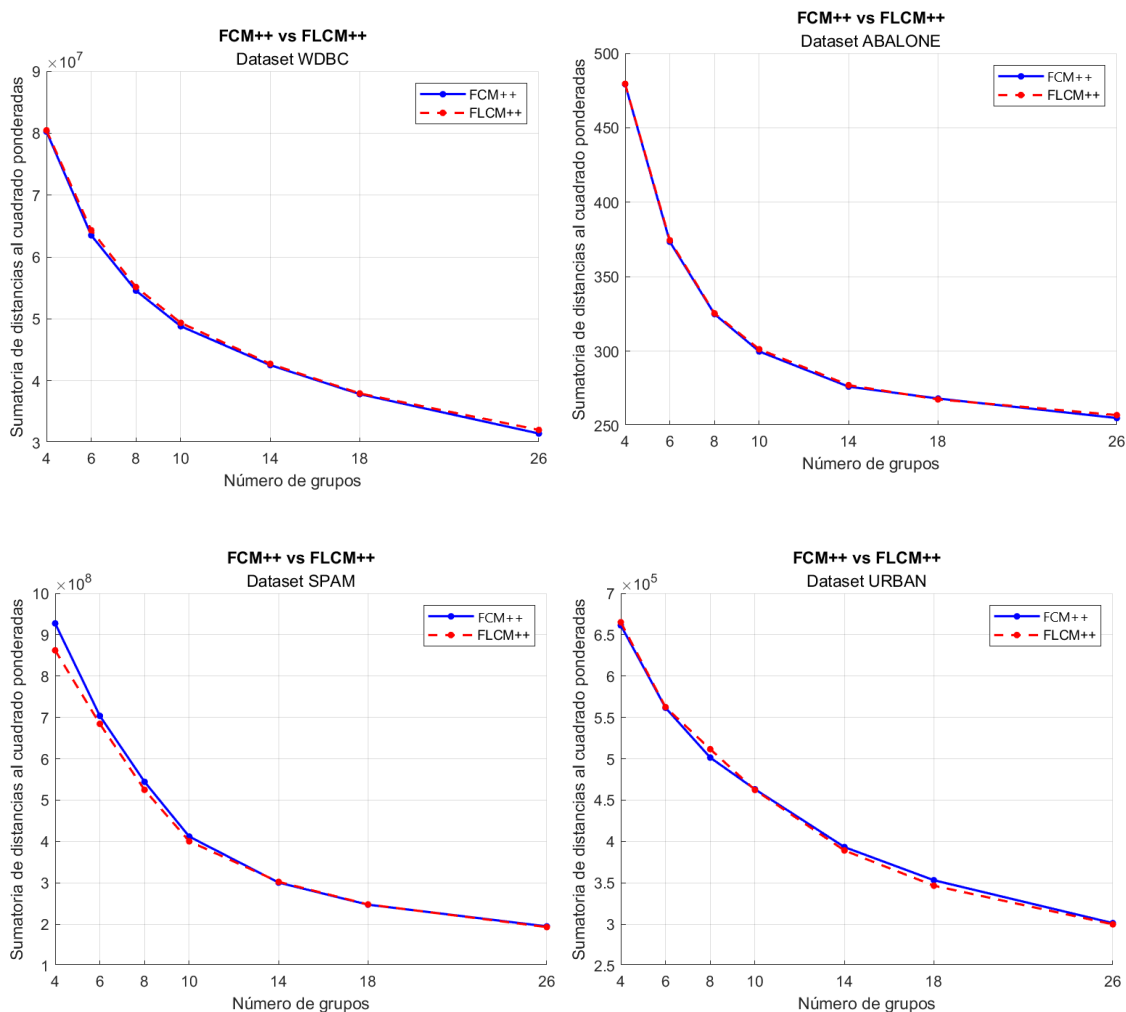 FCM++ vs FLCM++
Dataset WDBC
×10⁷
9
8
7
6
5
4
3
4 6 8 10 14 18 26
Número de grupos
Sumatoria de distancias al cuadrado ponderadas
FCM++
FLCM++
FCM++ vs FLCM++
Dataset ABALONE
500
450
400
350
300
250
4 6 8 10 14 18 26
Número de grupos
Sumatoria de distancias al cuadrado ponderadas
FCM++
FLCM++
FCM++ vs FLCM++
Dataset SPAM
×10⁸
10
9
8
7
6
5
4
3
2
1
4 6 8 10 14 18 26
Número de grupos
Sumatoria de distancias al cuadrado ponderadas
FCM++
FLCM++
FCM++ vs FLCM++
Dataset URBAN
×10⁵
7
6.5
6
5.5
5
4.5
4
3.5
3
2.5
4 6 8 10 14 18 26
Número de grupos
Sumatoria de distancias al cuadrado ponderadas
FCM++
FLCM++